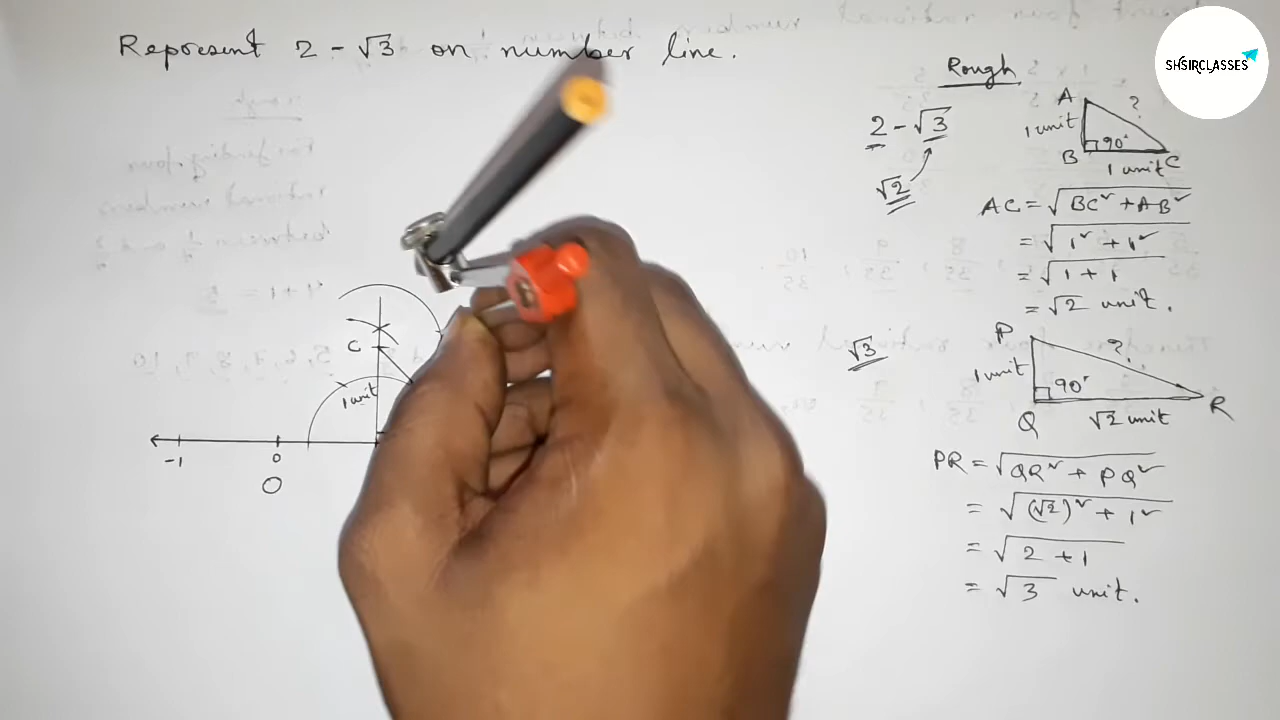 Represent 2 - √3 on number line.
SHSIRCLASSES
Rough
2 - √3
√2
A
?
1 unit
90°
B
1 unit
C
AC = √BC² + AB²
= √1² + 1²
= √1 + 1
= √2 unit.
√3
P
?
1 unit
90°
Q
√2 unit
R
PR = √QR² + PQ²
= √(√2)² + 1²
= √2 + 1
= √3 unit.
C
1 unit
-1
0
O